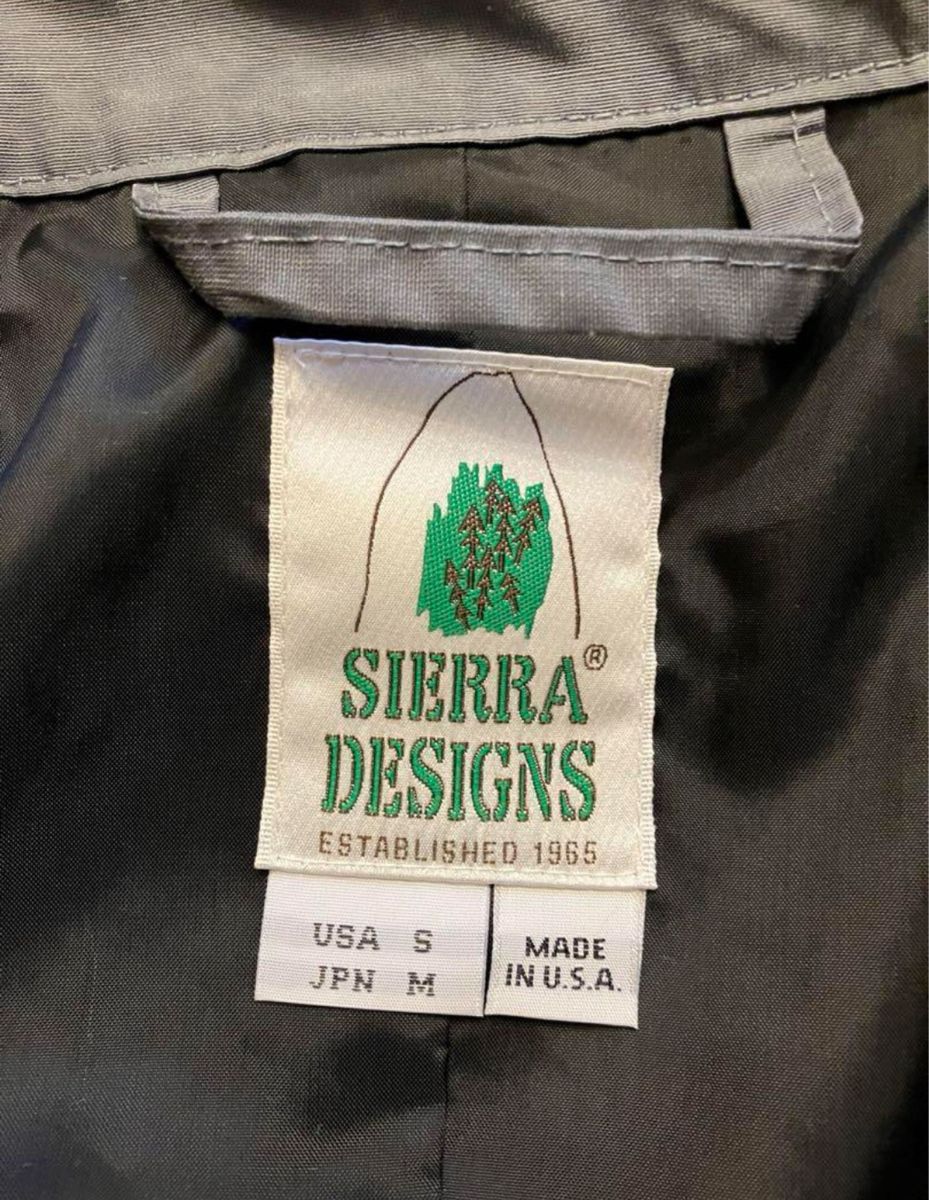 SIERRA®
DESIGNS
ESTABLISHED 1965
USA S
JPN M
MADE
IN U.S.A.